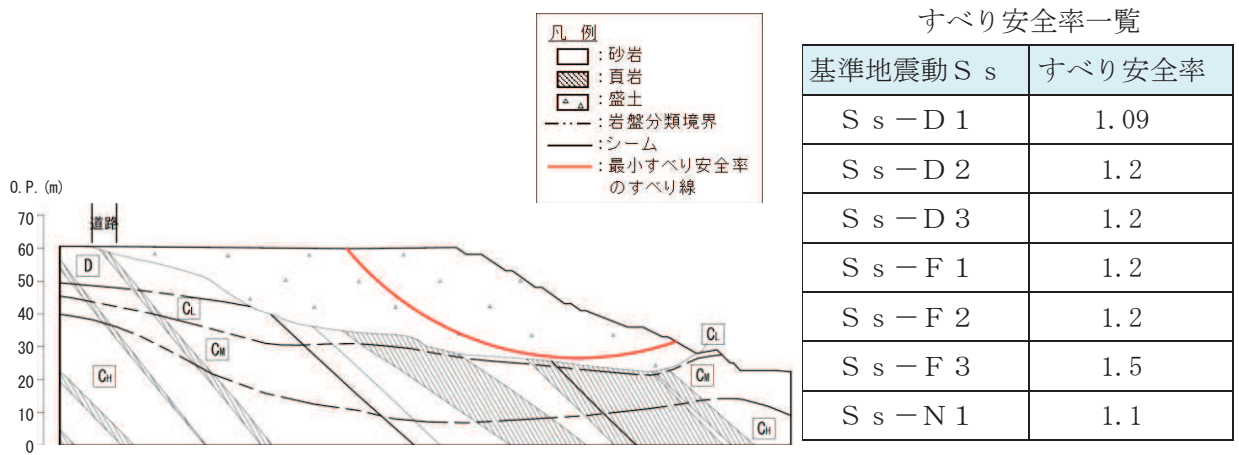 凡 例
：砂岩
：頁岩
：盛土
：岩盤分類境界
：シーム
：最小すべり安全率
のすべり線
O.P.(m)
70
60
50
40
30
20
10
0
道路
D
CL
CM
CH
CL
CM
CH
すべり安全率一覧
基準地震動Ｓｓ すべり安全率
Ｓｓ－Ｄ１ 1.09
Ｓｓ－Ｄ２ 1.2
Ｓｓ－Ｄ３ 1.2
Ｓｓ－Ｆ１ 1.2
Ｓｓ－Ｆ２ 1.2
Ｓｓ－Ｆ３ 1.5
Ｓｓ－Ｎ１ 1.1